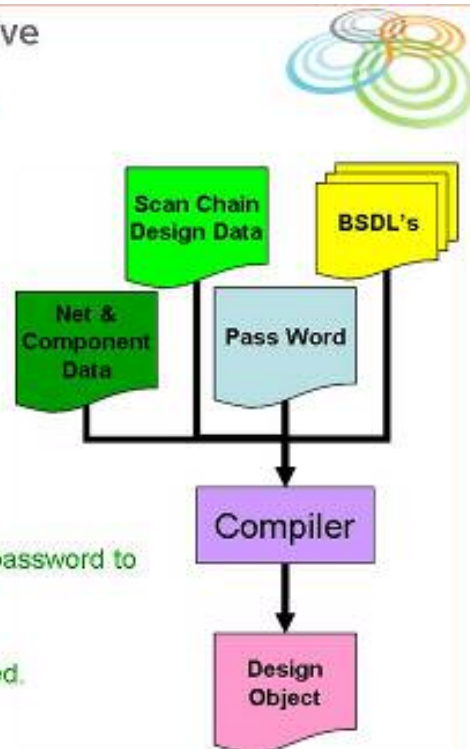 ve
Scan Chain
Design Data
BSDL's
Net &
Component
Data
Pass Word
Compiler
password to
ed.
Design
Object